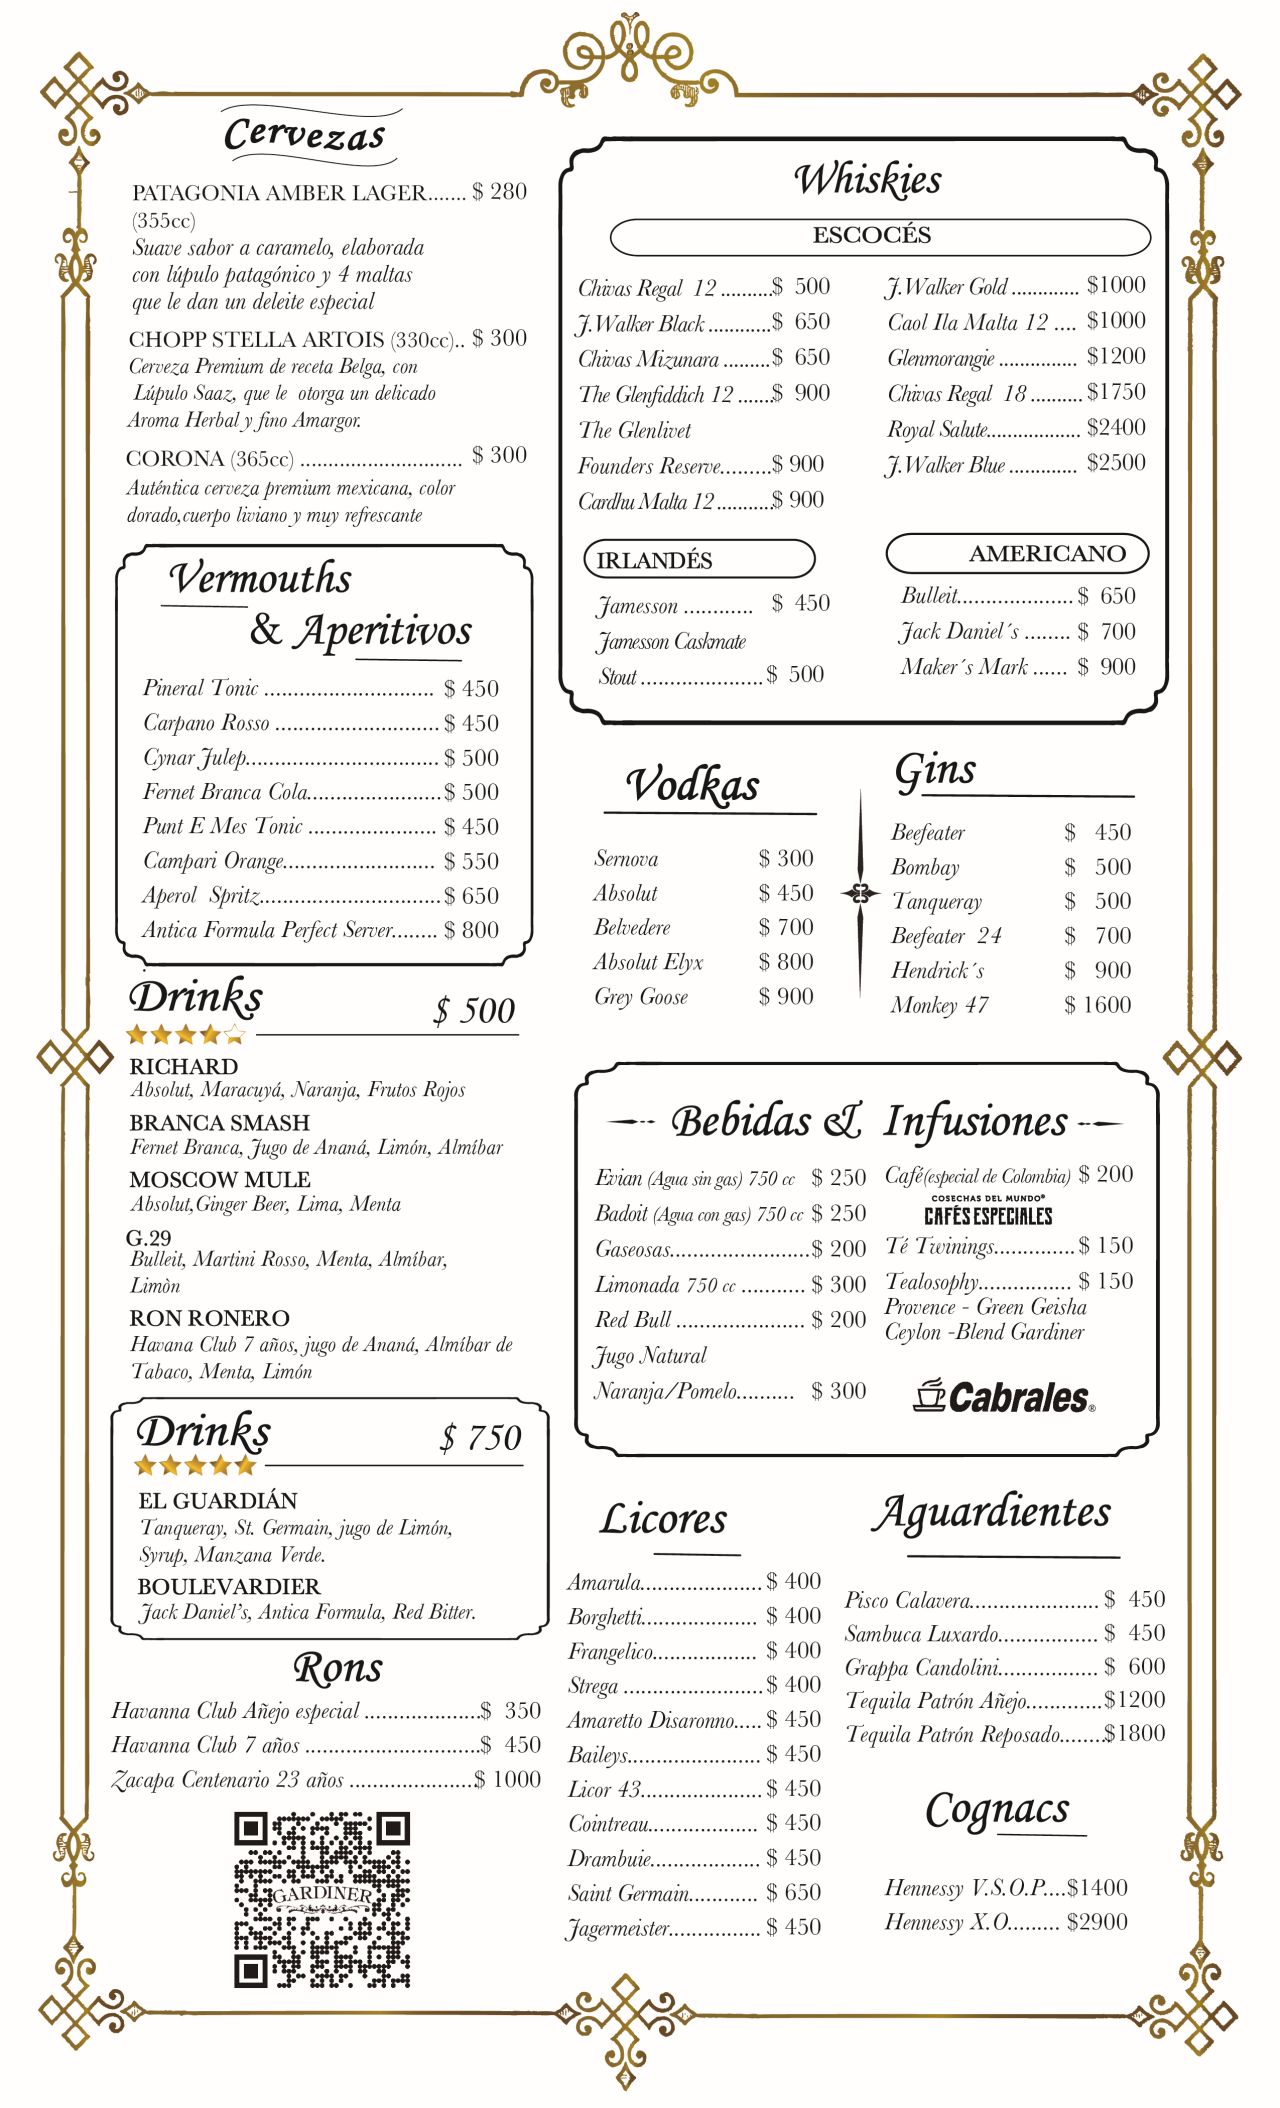 Cervezas
PATAGONIA AMBER LAGER....... $ 280
(355cc)
Suave sabor a caramelo, elaborada
con lúpulo patagónico y 4 maltas
que le dan un deleite especial
CHOPP STELLA ARTOIS (330cc).. $ 300
Cerveza Premium de receta Belga, con
Lúpulo Saaz, que le otorga un delicado
Aroma Herbal y fino Amargor.
CORONA (365cc) ............................. $ 300
Auténtica cerveza premium mexicana, color
dorado,cuerpo liviano y muy refrescante
Vermouths
& Aperitivos
Pineral Tonic ............................. $ 450
Carpano Rosso ............................ $ 450
Cynar Julep................................. $ 500
Fernet Branca Cola....................... $ 500
Punt E Mes Tonic ...................... $ 450
Campari Orange.......................... $ 550
Aperol Spritz............................... $ 650
Antica Formula Perfect Server........ $ 800
Drinks $ 500
RICHARD
Absolut, Maracuyá, Naranja, Frutos Rojos
BRANCA SMASH
Fernet Branca, Jugo de Ananá, Limón, Almíbar
MOSCOW MULE
Absolut,Ginger Beer, Lima, Menta
G.29
Bulleit, Martini Rosso, Menta, Almíbar,
Limòn
RON RONERO
Havana Club 7 años, jugo de Ananá, Almíbar de
Tabaco, Menta, Limón
Drinks $ 750
EL GUARDIÁN
Tanqueray, St. Germain, jugo de Limón,
Syrup, Manzana Verde.
BOULEVARDIER
Jack Daniel's, Antica Formula, Red Bitter.
Rons
Havanna Club Añejo especial ....................$ 350
Havanna Club 7 años ..............................$ 450
Zacapa Centenario 23 años .....................$ 1000
GARDINER
Whiskies
ESCOCÉS
Chivas Regal 12 .........$ 500
J.Walker Black ...........$ 650
Chivas Mizunara ........$ 650
The Glenfiddich 12 ......$ 900
The Glenlivet
Founders Reserve.........$ 900
Cardhu Malta 12 ..........$ 900
J.Walker Gold ............ $1000
Caol Ila Malta 12 .... $1000
Glenmorangie ............... $1200
Chivas Regal 18 ......... $1750
Royal Salute.................. $2400
J.Walker Blue ............ $2500
IRLANDÉS
Jamesson ............ $ 450
Jamesson Caskmate
Stout .....................$ 500
AMERICANO
Bulleit....................$ 650
Jack Daniel´s ........ $ 700
Maker´s Mark ...... $ 900
Vodkas
Sernova $ 300
Absolut $ 450
Belvedere $ 700
Absolut Elyx $ 800
Grey Goose $ 900
Gins
Beefeater $ 450
Bombay $ 500
Tanqueray $ 500
Beefeater 24 $ 700
Hendrick´s $ 900
Monkey 47 $ 1600
Bebidas & Infusiones
Evian (Agua sin gas) 750 cc $ 250
Badoit (Agua con gas) 750 cc $ 250
Gaseosas........................$ 200
Limonada 750 cc ........... $ 300
Red Bull ...................... $ 200
Jugo Natural
Naranja/Pomelo.......... $ 300
Café(especial de Colombia) $ 200
COSECHAS DEL MUNDO®
CAFÉS ESPECIALES
Té Twinings..............$ 150
Tealosophy................ $ 150
Provence - Green Geisha
Ceylon -Blend Gardiner
Cabrales®
Licores
Amarula.....................$ 400
Borghetti.................... $ 400
Frangelico.................. $ 400
Strega ........................$ 400
Amaretto Disaronno..... $ 450
Baileys....................... $ 450
Licor 43..................... $ 450
Cointreau................... $ 450
Drambuie................... $ 450
Saint Germain............ $ 650
Jagermeister................ $ 450
Aguardientes
Pisco Calavera...................... $ 450
Sambuca Luxardo................. $ 450
Grappa Candolini................. $ 600
Tequila Patrón Añejo.............$1200
Tequila Patrón Reposado........$1800
Cognacs
Hennessy V.S.O.P....$1400
Hennessy X.O......... $2900